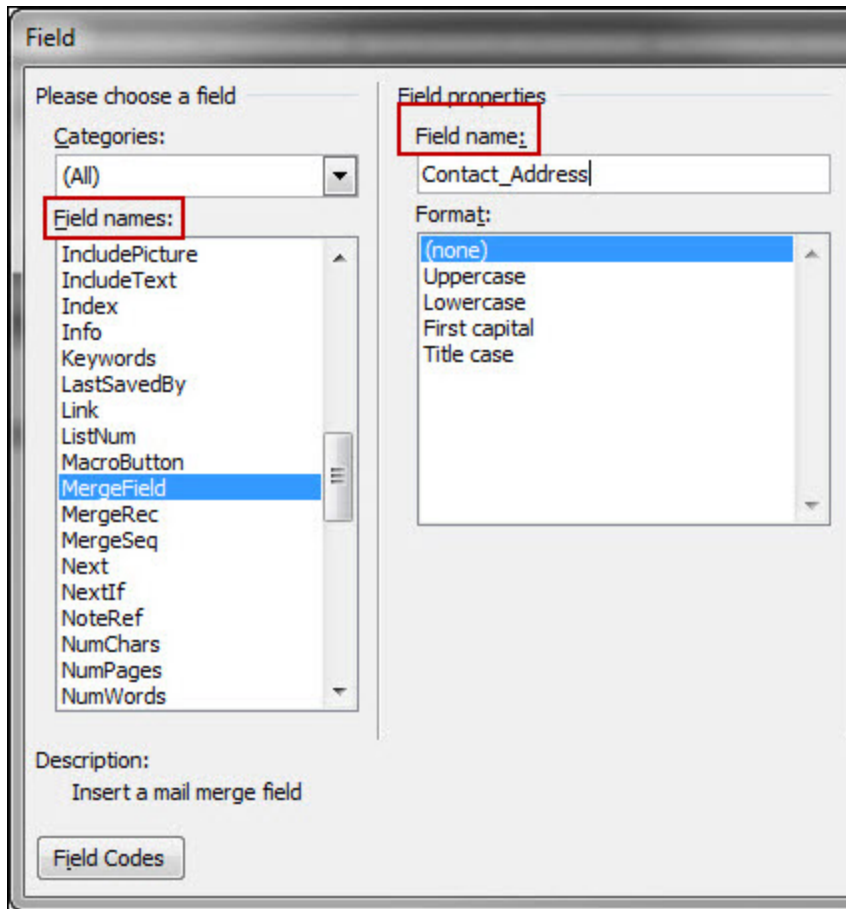 Field
Please choose a field
Categories:
(All)
Field names:
IncludePicture
IncludeText
Index
Info
Keywords
LastSavedBy
Link
ListNum
MacroButton
MergeField
MergeRec
MergeSeq
Next
NextIf
NoteRef
NumChars
NumPages
NumWords
Field properties
Field name:
Contact_Address
Format:
(none)
Uppercase
Lowercase
First capital
Title case
Description:
Insert a mail merge field
Field Codes